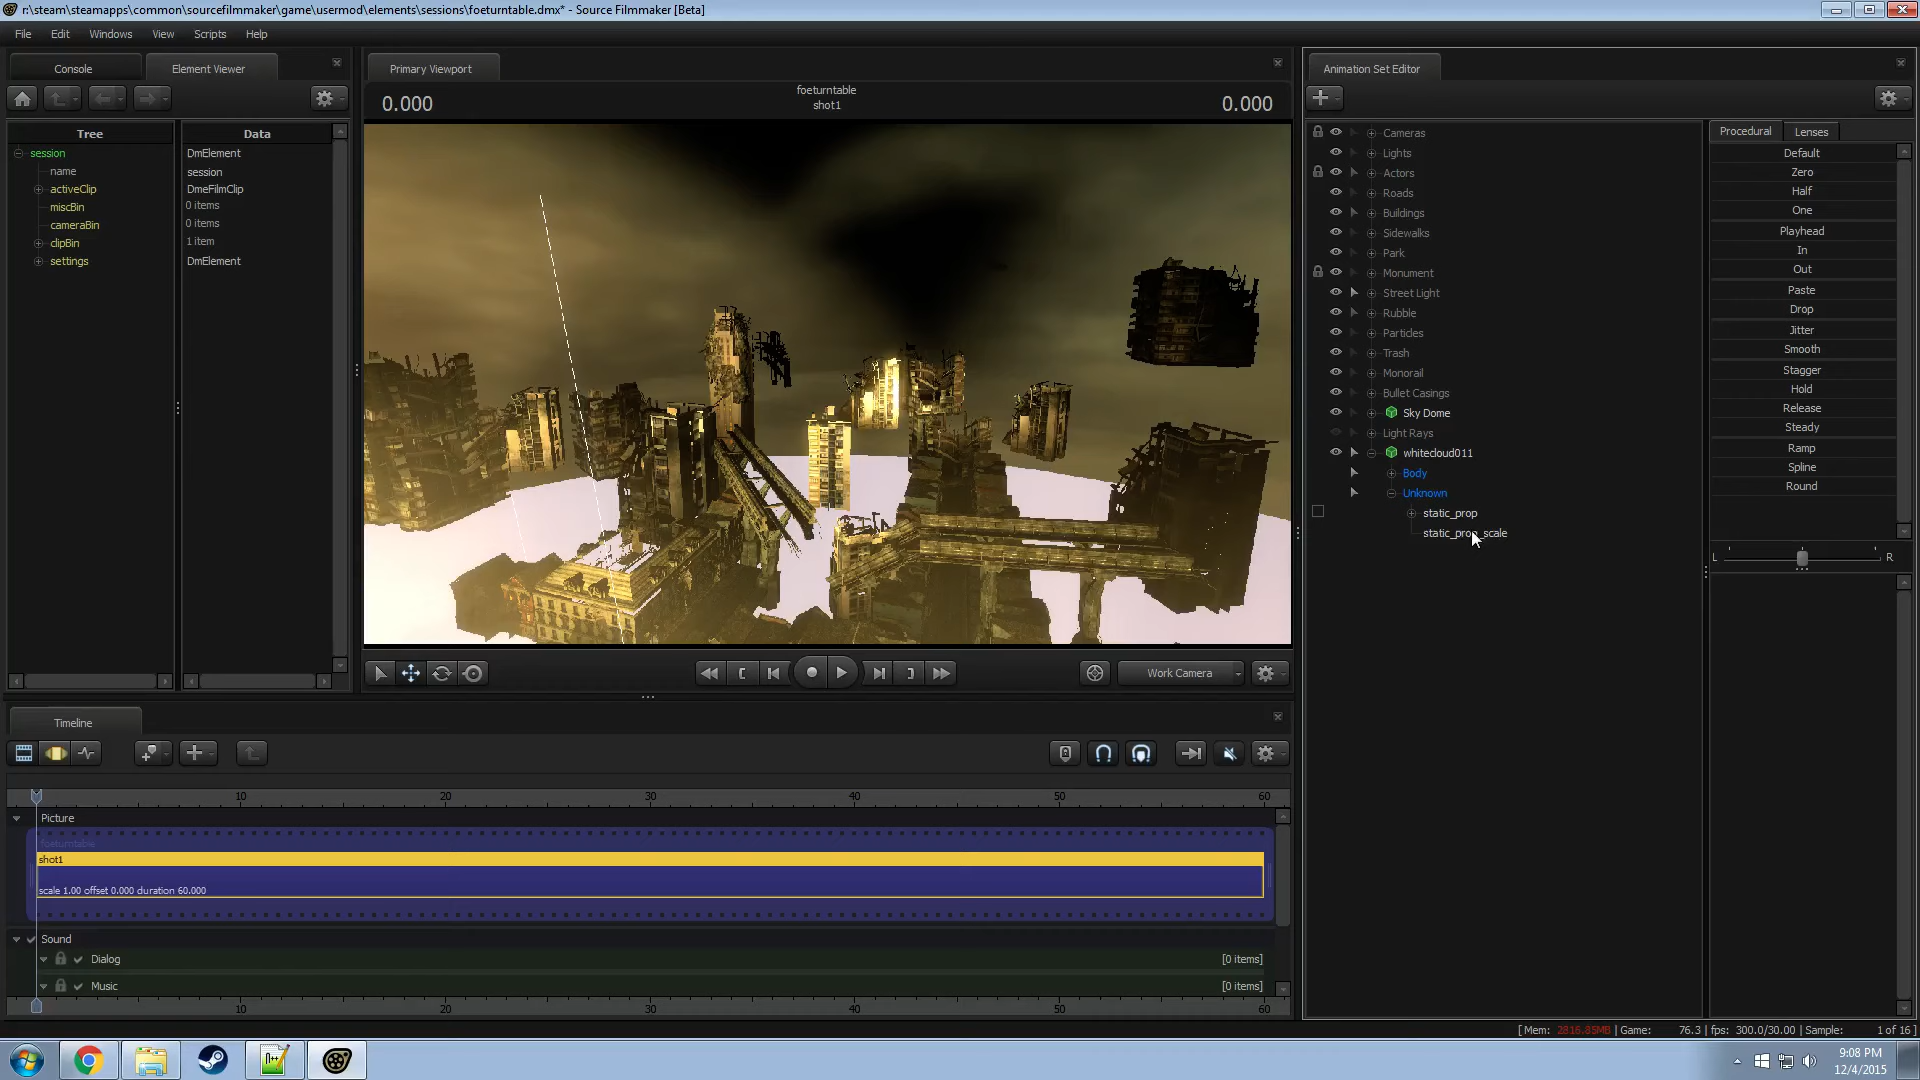 r:\steam\steamapps\common\sourcefilmmaker\game\usermod\elements\sessions\foeturntable.dmx* - Source Filmmaker [Beta]
File Edit Windows View Scripts Help
Console Element Viewer
Tree Data
session DmElement
name session
activeClip DmeFilmClip
miscBin 0 items
cameraBin 0 items
clipBin 1 item
settings DmElement
Primary Viewport
0.000 foeturntable 0.000
shot1
Work Camera
Animation Set Editor
Cameras
Lights
Actors
Roads
Buildings
Sidewalks
Park
Monument
Street Light
Rubble
Particles
Trash
Monorail
Bullet Casings
Sky Dome
Light Rays
whitecloud011
Body
Unknown
static_prop
static_prop_scale
Procedural Lenses
Default
Zero
Half
One
Playhead
In
Out
Paste
Drop
Jitter
Smooth
Stagger
Hold
Release
Steady
Ramp
Spline
Round
L R
Timeline
10 20 30 40 50 60
Picture
foeturntable
shot1
scale 1.00 offset 0.000 duration 60.000
Sound
Dialog [0 items]
Music [0 items]
10 20 30 40 50 60
[ Mem: 2816.85MB | Game: 76.3 | fps: 300.0/30.00 | Sample: 1 of 16 ]
9:08 PM
12/4/2015